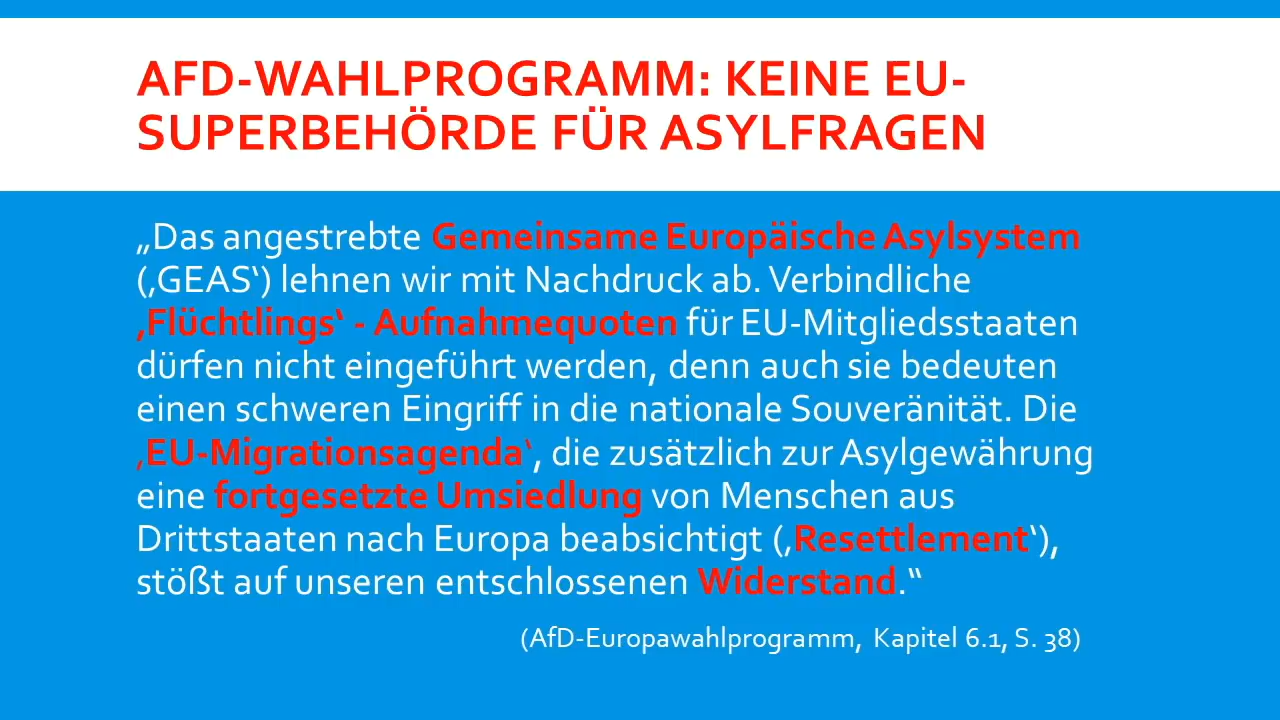 AFD-WAHLPROGRAMM: KEINE EU-
SUPERBEHÖRDE FÜR ASYLFRAGEN
„Das angestrebte Gemeinsame Europäische Asylsystem
(‚GEAS‘) lehnen wir mit Nachdruck ab. Verbindliche
‚Flüchtlings‘ - Aufnahmequoten für EU-Mitgliedsstaaten
dürfen nicht eingeführt werden, denn auch sie bedeuten
einen schweren Eingriff in die nationale Souveränität. Die
‚EU-Migrationsagenda‘, die zusätzlich zur Asylgewährung
eine fortgesetzte Umsiedlung von Menschen aus
Drittstaaten nach Europa beabsichtigt (‚Resettlement‘),
stößt auf unseren entschlossenen Widerstand.“
(AfD-Europawahlprogramm, Kapitel 6.1, S. 38)